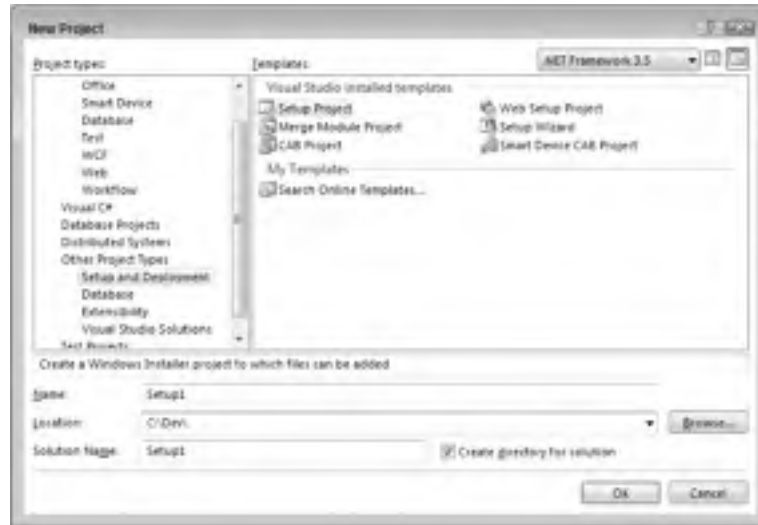 New Project
Project types:
Templates:
.NET Framework 3.5
Office
Smart Device
Database
Test
WCF
Web
Workflow
Visual C#
Database Projects
Distributed Systems
Other Project Types
Setup and Deployment
Database
Extensibility
Visual Studio Solutions
Test Projects
Visual Studio installed templates
Setup Project
Web Setup Project
Merge Module Project
Setup Wizard
CAB Project
Smart Device CAB Project
My Templates
Search Online Templates...
Create a Windows Installer project to which files can be added
Name:
Setup1
Location:
C:\Dev\
Browse...
Solution Name:
Setup1
Create directory for solution
OK
Cancel